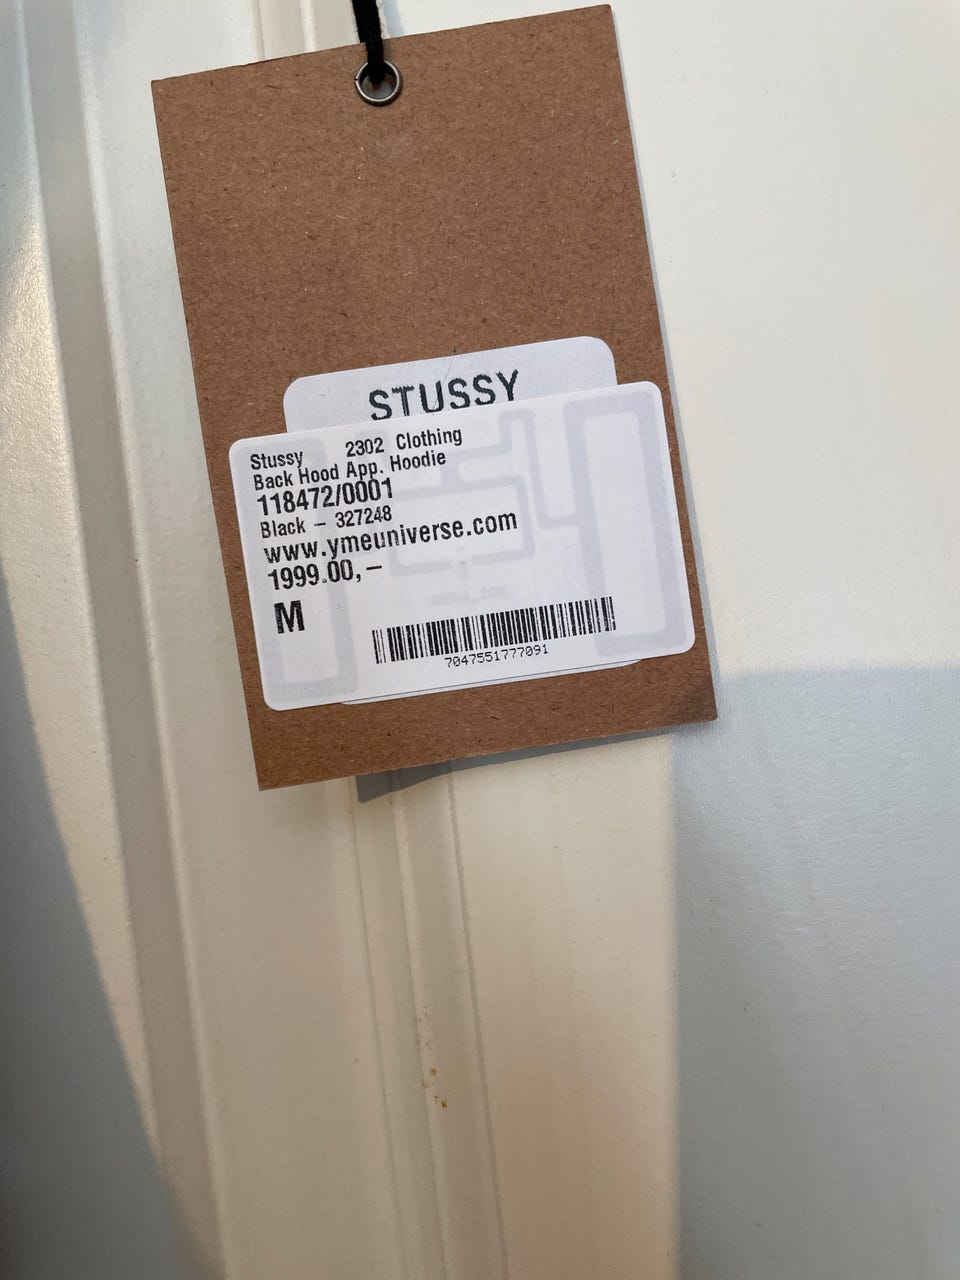 STUSSY
Stussy 2302 Clothing
Back Hood App. Hoodie
118472/0001
Black - 327248
www.ymeuniverse.com
1999.00,-
M
7047551777091